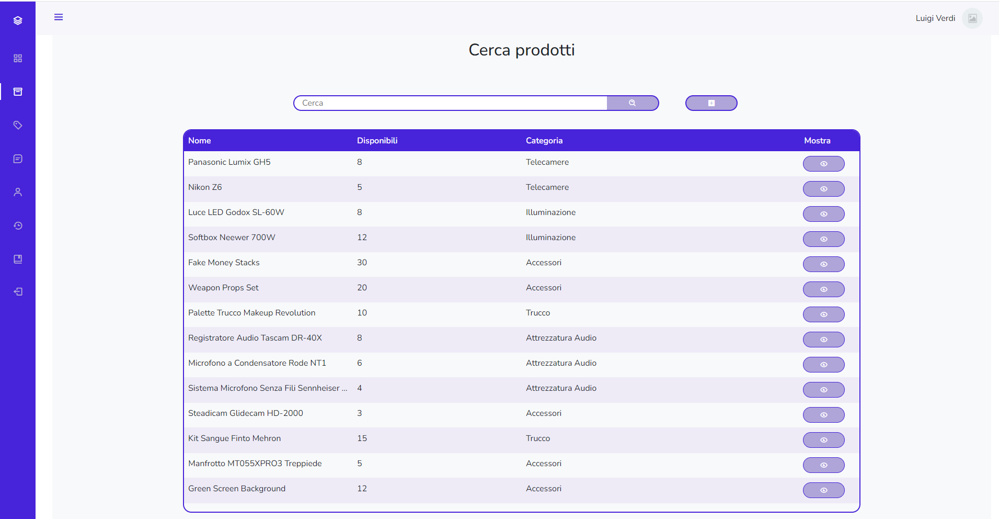 Luigi Verdi
Cerca prodotti
Cerca
Nome Disponibili Categoria Mostra
Panasonic Lumix GH5 8 Telecamere
Nikon Z6 5 Telecamere
Luce LED Godox SL-60W 8 Illuminazione
Softbox Neewer 700W 12 Illuminazione
Fake Money Stacks 30 Accessori
Weapon Props Set 20 Accessori
Palette Trucco Makeup Revolution 10 Trucco
Registratore Audio Tascam DR-40X 8 Attrezzatura Audio
Microfono a Condensatore Rode NT1 6 Attrezzatura Audio
Sistema Microfono Senza Fili Sennheiser ... 4 Attrezzatura Audio
Steadicam Glidecam HD-2000 3 Accessori
Kit Sangue Finto Mehron 15 Trucco
Manfrotto MT055XPRO3 Treppiede 5 Accessori
Green Screen Background 12 Accessori